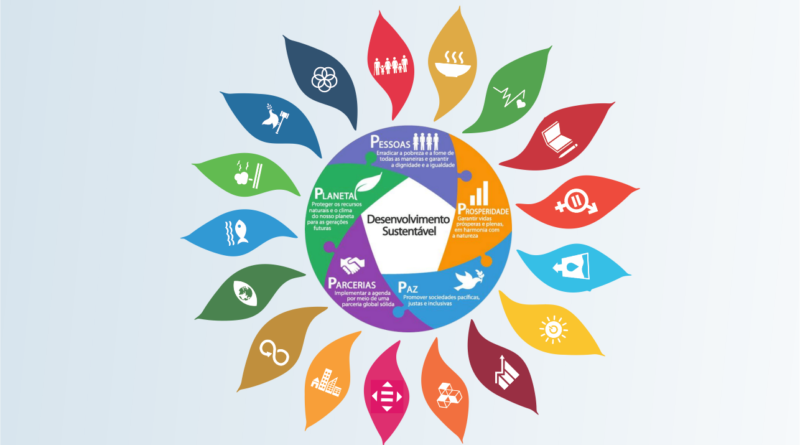 PESSOAS
Erradicar a pobreza e a fome de
todas as maneiras e garantir
a dignidade e a igualdade
PROSPERIDADE
Garantir vidas
prósperas e plenas,
em harmonia com
a natureza
PAZ
Promover sociedades pacíficas,
justas e inclusivas
PARCERIAS
Implementar a agenda
por meio de uma
parceria global sólida
PLANETA
Proteger os recursos
naturais e o clima
do nosso planeta
para as gerações
futuras
Desenvolvimento
Sustentável